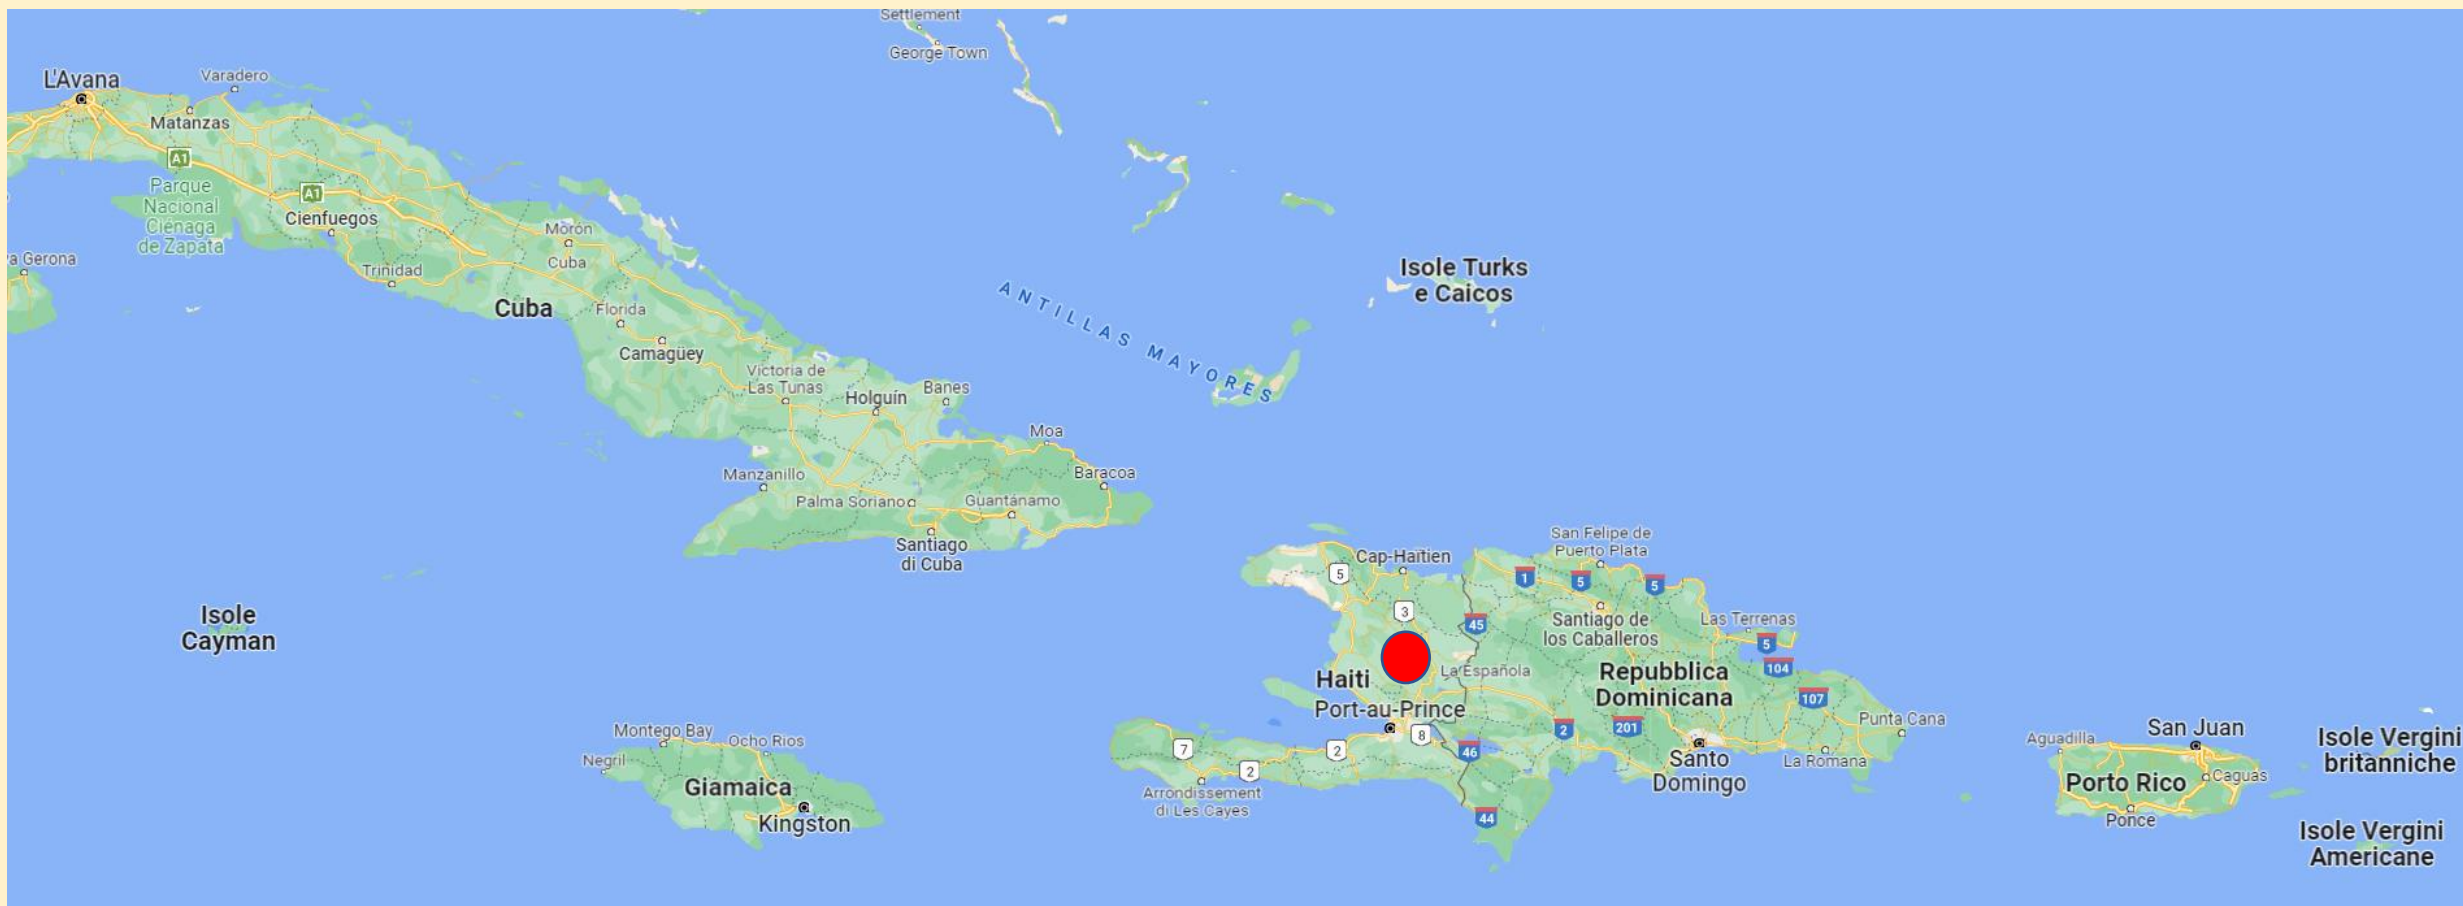 Settlement
George Town
L'Avana
Varadero
Matanzas
A1
Parque
Nacional
Ciénaga
de Zapata
A1
Cienfuegos
Morón
Cuba
a Gerona
Trinidad
Cuba
Florida
Camagüey
Isole Turks
e Caicos
ANTILLAS MAYORES
Victoria de
Las Tunas
Holguín
Banes
Moa
Manzanillo
Baracoa
Palma Soriano
Guantánamo
Santiago
di Cuba
Isole
Cayman
Cap-Haïtien
San Felipe de
Puerto Plata
5
1
5
5
3
45
Santiago de
los Caballeros
Las Terrenas
5
Haiti
La Española
Repubblica
Dominicana
104
107
Port-au-Prince
8
7
2
2
46
2
201
Punta Cana
Santo
Domingo
La Romana
Arrondissement
di Les Cayes
44
Montego Bay
Ocho Rios
Negril
Giamaica
Kingston
Aguadilla
San Juan
Porto Rico
Caguas
Ponce
Isole Vergini
britanniche
Isole Vergini
Americane